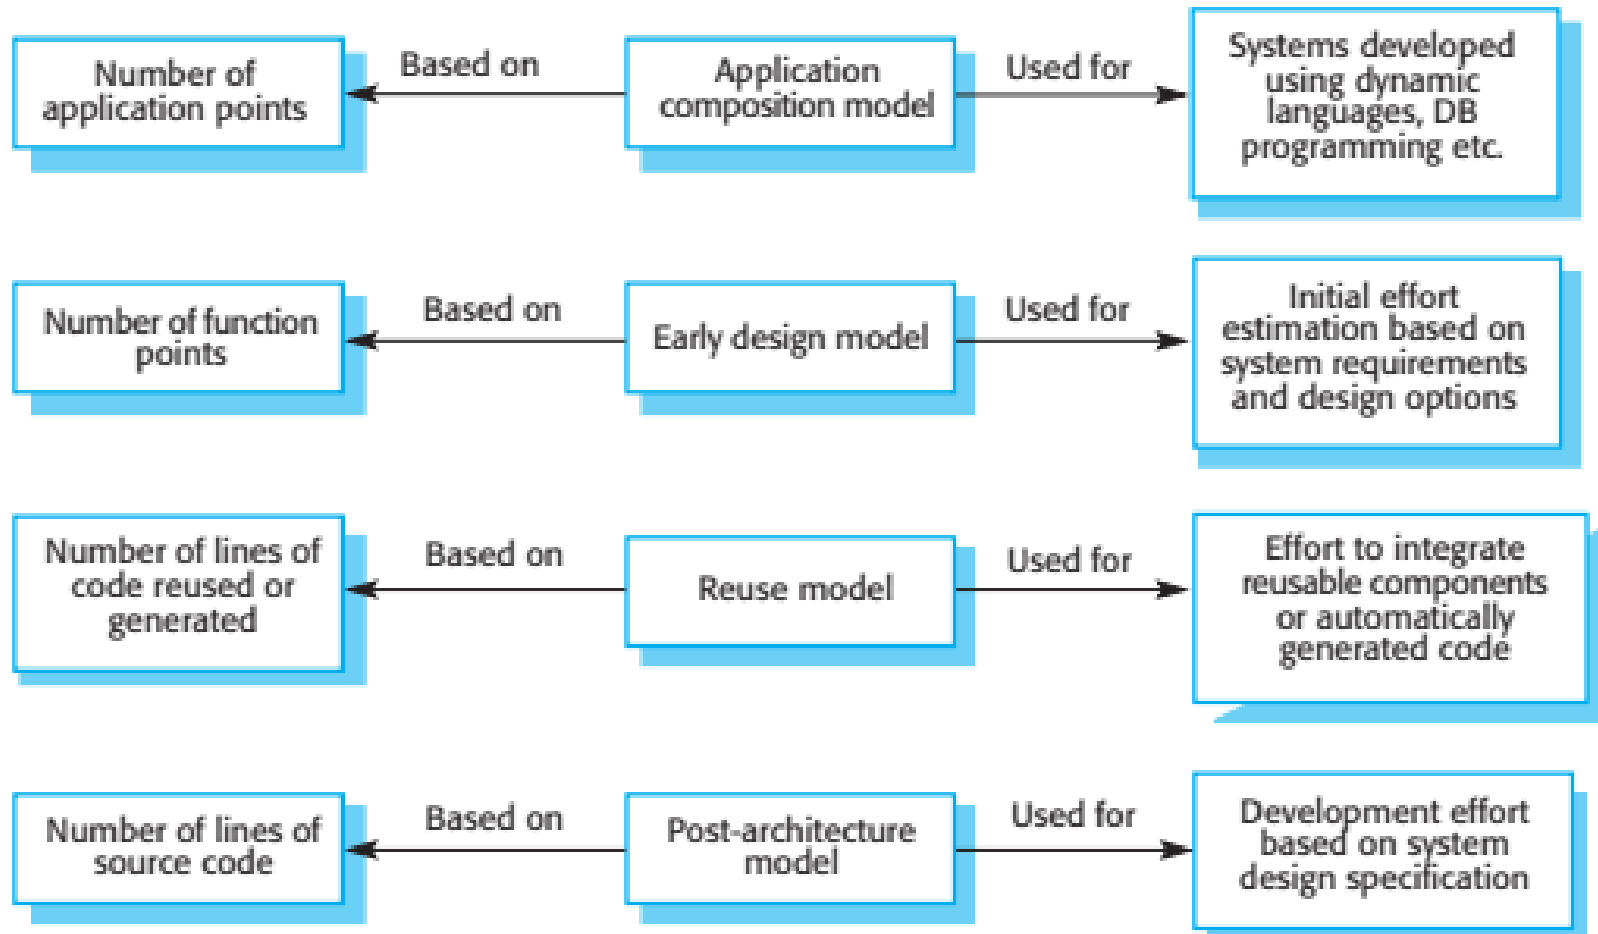 Number of
application points
Based on
Application
composition model
Used for
Systems developed
using dynamic
languages, DB
programming etc.
Number of function
points
Based on
Early design model
Used for
Initial effort
estimation based on
system requirements
and design options
Number of lines of
code reused or
generated
Based on
Reuse model
Used for
Effort to integrate
reusable components
or automatically
generated code
Number of lines of
source code
Based on
Post-architecture
model
Used for
Development effort
based on system
design specification